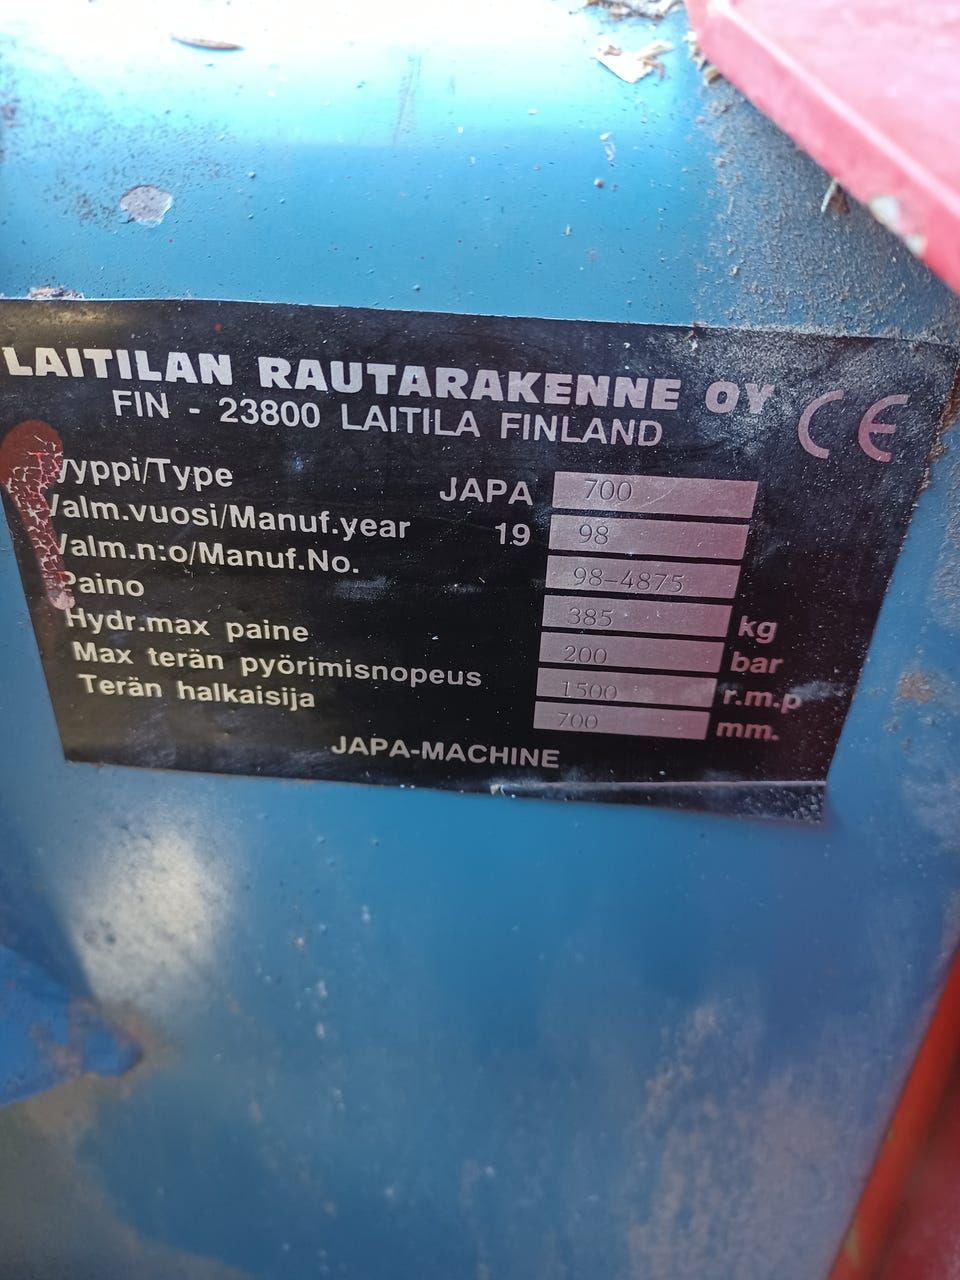 LAITILAN RAUTARAKENNE OY
FIN - 23800 LAITILA FINLAND
CE
yyppi/Type JAPA 700
Valm.vuosi/Manuf.year 19 98
Valm.n:o/Manuf.No. 98-4875
Paino 385 kg
Hydr.max paine 200 bar
Max terän pyörimisnopeus 1500 r.m.p
Terän halkaisija 700 mm.
JAPA-MACHINE